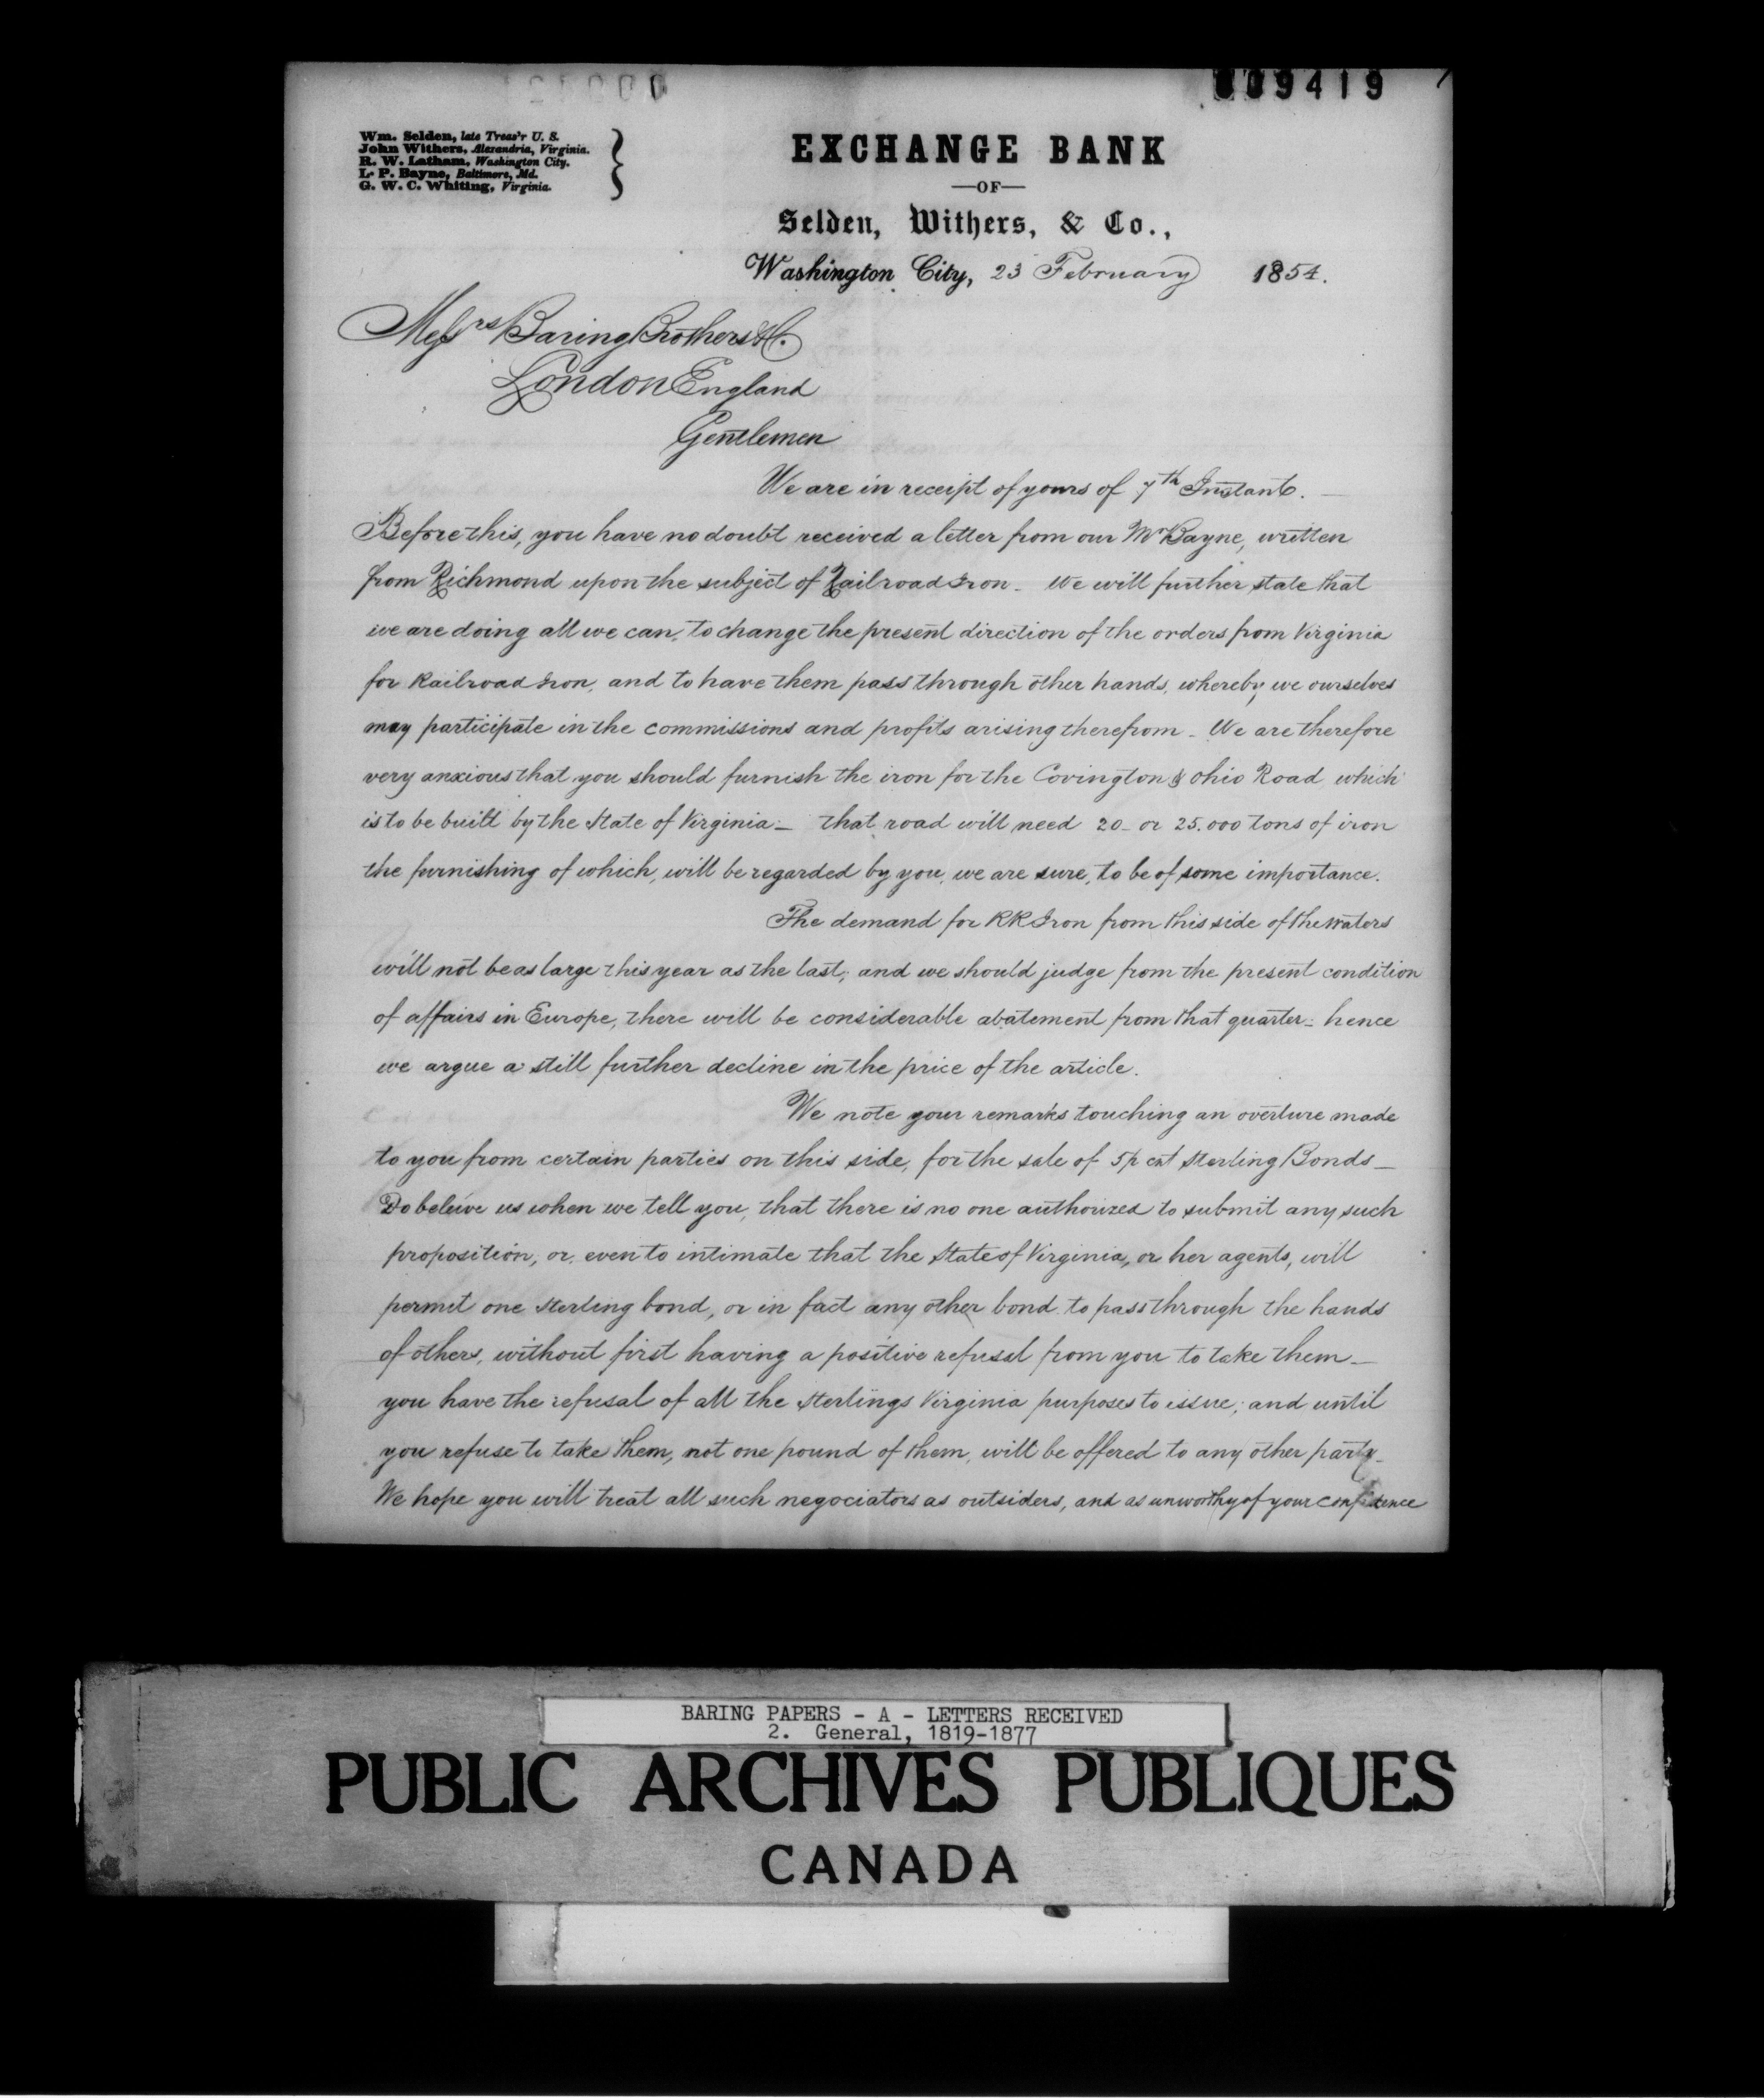 009419
Wm. Selden, late Treas'r U. S.
John Withers, Alexandria, Virginia.
R. W. Latham, Washington City.
L. P. Bayne, Baltimore, Md.
G. W. C. Whiting, Virginia.
EXCHANGE BANK
—OF—
Selden, Withers, & Co.,
Washington City, 23 February 1854.
Messrs Baring Brothers & Co.
London England
Gentlemen
We are in receipt of yours of 7th Instant.
Before this, you have no doubt received a letter from our Mr Bayne, written
from Richmond upon the subject of Railroad Iron - We will further state that
we are doing all we can, to change the present direction of the orders from Virginia
for Railroad Iron, and to have them pass through other hands, whereby we ourselves
may participate in the commissions and profits arising therefrom - We are therefore
very anxious that you should furnish the iron for the Covington & Ohio Road which
is to be built by the State of Virginia - that road will need 20 - or 25.000 tons of iron
the furnishing of which, will be regarded by you, we are sure, to be of some importance.
The demand for RR Iron from this side of the waters
will not be as large this year as the last; and we should judge from the present condition
of affairs in Europe, there will be considerable abatement from that quarter - hence
we argue a still further decline in the price of the article.
We note your remarks touching an overture made
to you from certain parties on this side, for the sale of 5 pr cnt Sterling Bonds -
Do beleive us when we tell you, that there is no one authorized to submit any such
proposition, or even to intimate that the State of Virginia, or her agents, will
permit one sterling bond, or in fact any other bond to pass through the hands
of others, without first having a positive refusal from you to take them -
you have the refusal of all the sterlings Virginia purposes to issue; and until
you refuse to take them, not one pound of them, will be offered to any other party -
We hope you will treat all such negociators as outsiders, and as unworthy of your confidence
BARING PAPERS - A - LETTERS RECEIVED
2. General, 1819-1877
PUBLIC ARCHIVES PUBLIQUES
CANADA